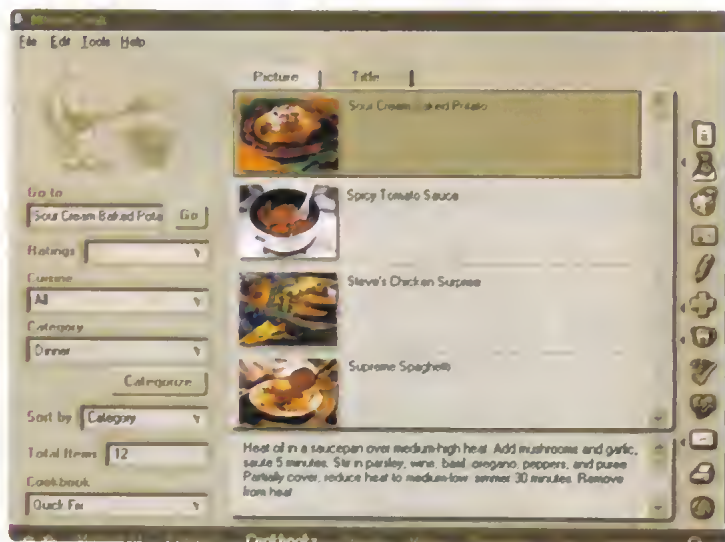 File Edit Tools Help
Picture Title
Sour Cream Baked Potato
Spicy Tomato Sauce
Steve's Chicken Surprise
Supreme Spaghetti
Go to
Sour Cream Baked Pota Go
Ratings
Cuisine
All
Category
Dinner
Categorize
Sort by Category
Total Items 12
Cookbook
Quick Fix
Heat oil in a saucepan over medium-high heat. Add mushrooms and garlic,
saute 5 minutes. Stir in parsley, wine, basil, oregano, peppers, and puree.
Partially cover, reduce heat to medium-low, simmer 30 minutes. Remove
from heat
Cookbooks